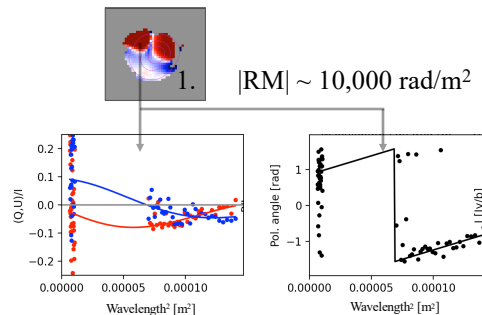 1. |RM| ~ 10,000 rad/m²
0.2
0.1
0.0
−0.1
−0.2
(Q,U)/I
0.00000 0.00005 0.00010
Wavelength² [m²]
1
0
−1
Pol. angle [rad]
0.00000 0.00005 0.00010
Wavelength² [m²]